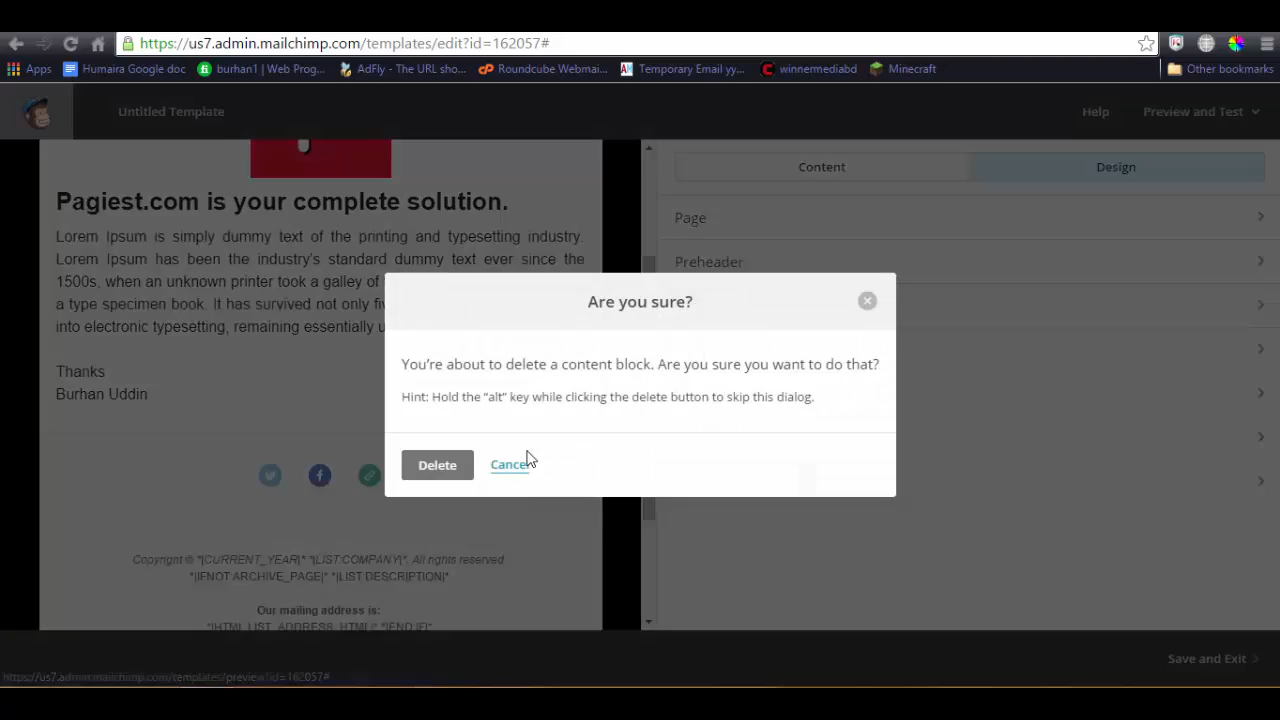 https://us7.admin.mailchimp.com/templates/edit?id=162057#
Apps Humaira Google doc burhan1 | Web Prog... AdFly - The URL sho... Roundcube Webmai... Temporary Email yy... winnermediabd Minecraft Other bookmarks
Untitled Template Help Preview and Test
Content Design
Page
Preheader
Pagiest.com is your complete solution.
Lorem Ipsum is simply dummy text of the printing and typesetting industry.
Lorem Ipsum has been the industry's standard dummy text ever since the
1500s, when an unknown printer took a galley of
a type specimen book. It has survived not only
into electronic typesetting, remaining essentially
Thanks
Burhan Uddin
Are you sure?
You're about to delete a content block. Are you sure you want to do that?
Hint: Hold the "alt" key while clicking the delete button to skip this dialog.
Delete Cancel
Copyright © *|CURRENT_YEAR|* *|LIST:COMPANY|*, All rights reserved
*|IFNOT:ARCHIVE_PAGE|* *|LIST:DESCRIPTION|*
Our mailing address is:
*|HTML:LIST_ADDRESS_HTML|* *|END:IF|*
Save and Exit
https://us7.admin.mailchimp.com/templates/preview?id=162057#